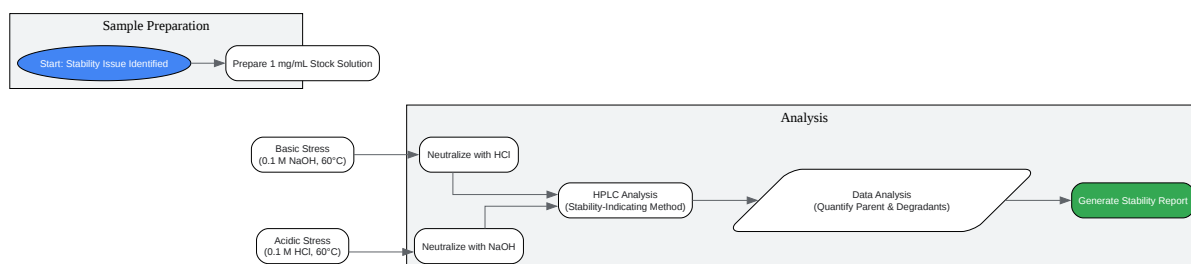 Sample Preparation
Start: Stability Issue Identified
Prepare 1 mg/mL Stock Solution
Analysis
Basic Stress
(0.1 M NaOH, 60°C)
Neutralize with HCl
HPLC Analysis
(Stability-Indicating Method)
Data Analysis
(Quantify Parent & Degradants)
Generate Stability Report
Acidic Stress
(0.1 M HCl, 60°C)
Neutralize with NaOH